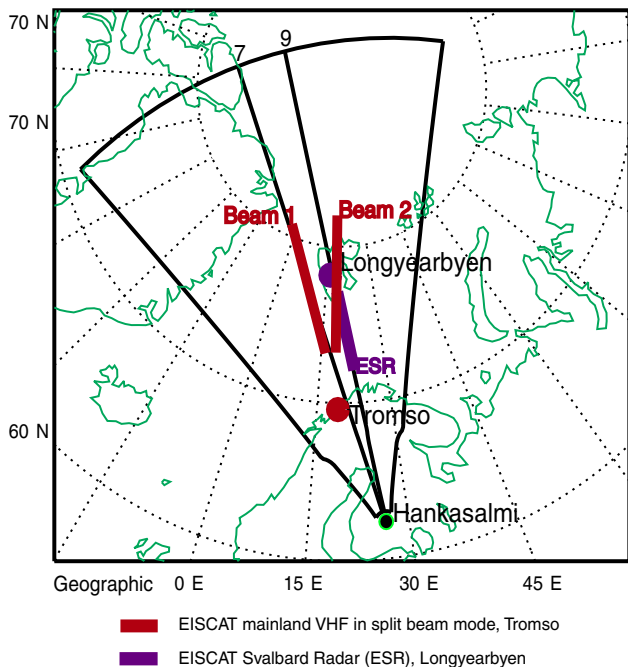 70 N
9
7
70 N
Beam 1
Beam 2
Longyearbyen
ESR
Tromso
60 N
Hankasalmi
Geographic 0 E 15 E 30 E 45 E
EISCAT mainland VHF in split beam mode, Tromso
EISCAT Svalbard Radar (ESR), Longyearbyen